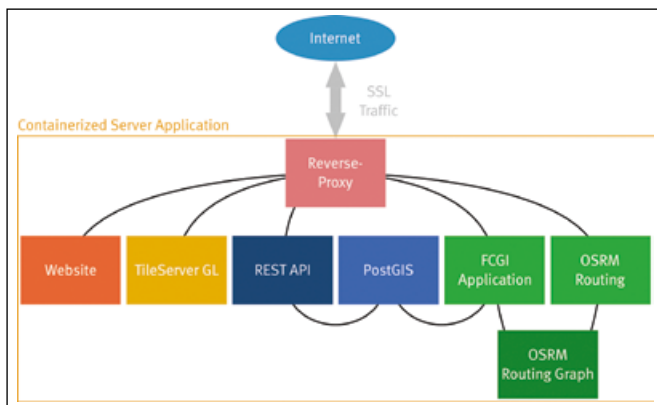 Internet
SSL
Traffic
Containerized Server Application
Reverse-
Proxy
Website
TileServer GL
REST API
PostGIS
FCGI
Application
OSRM
Routing
OSRM
Routing Graph